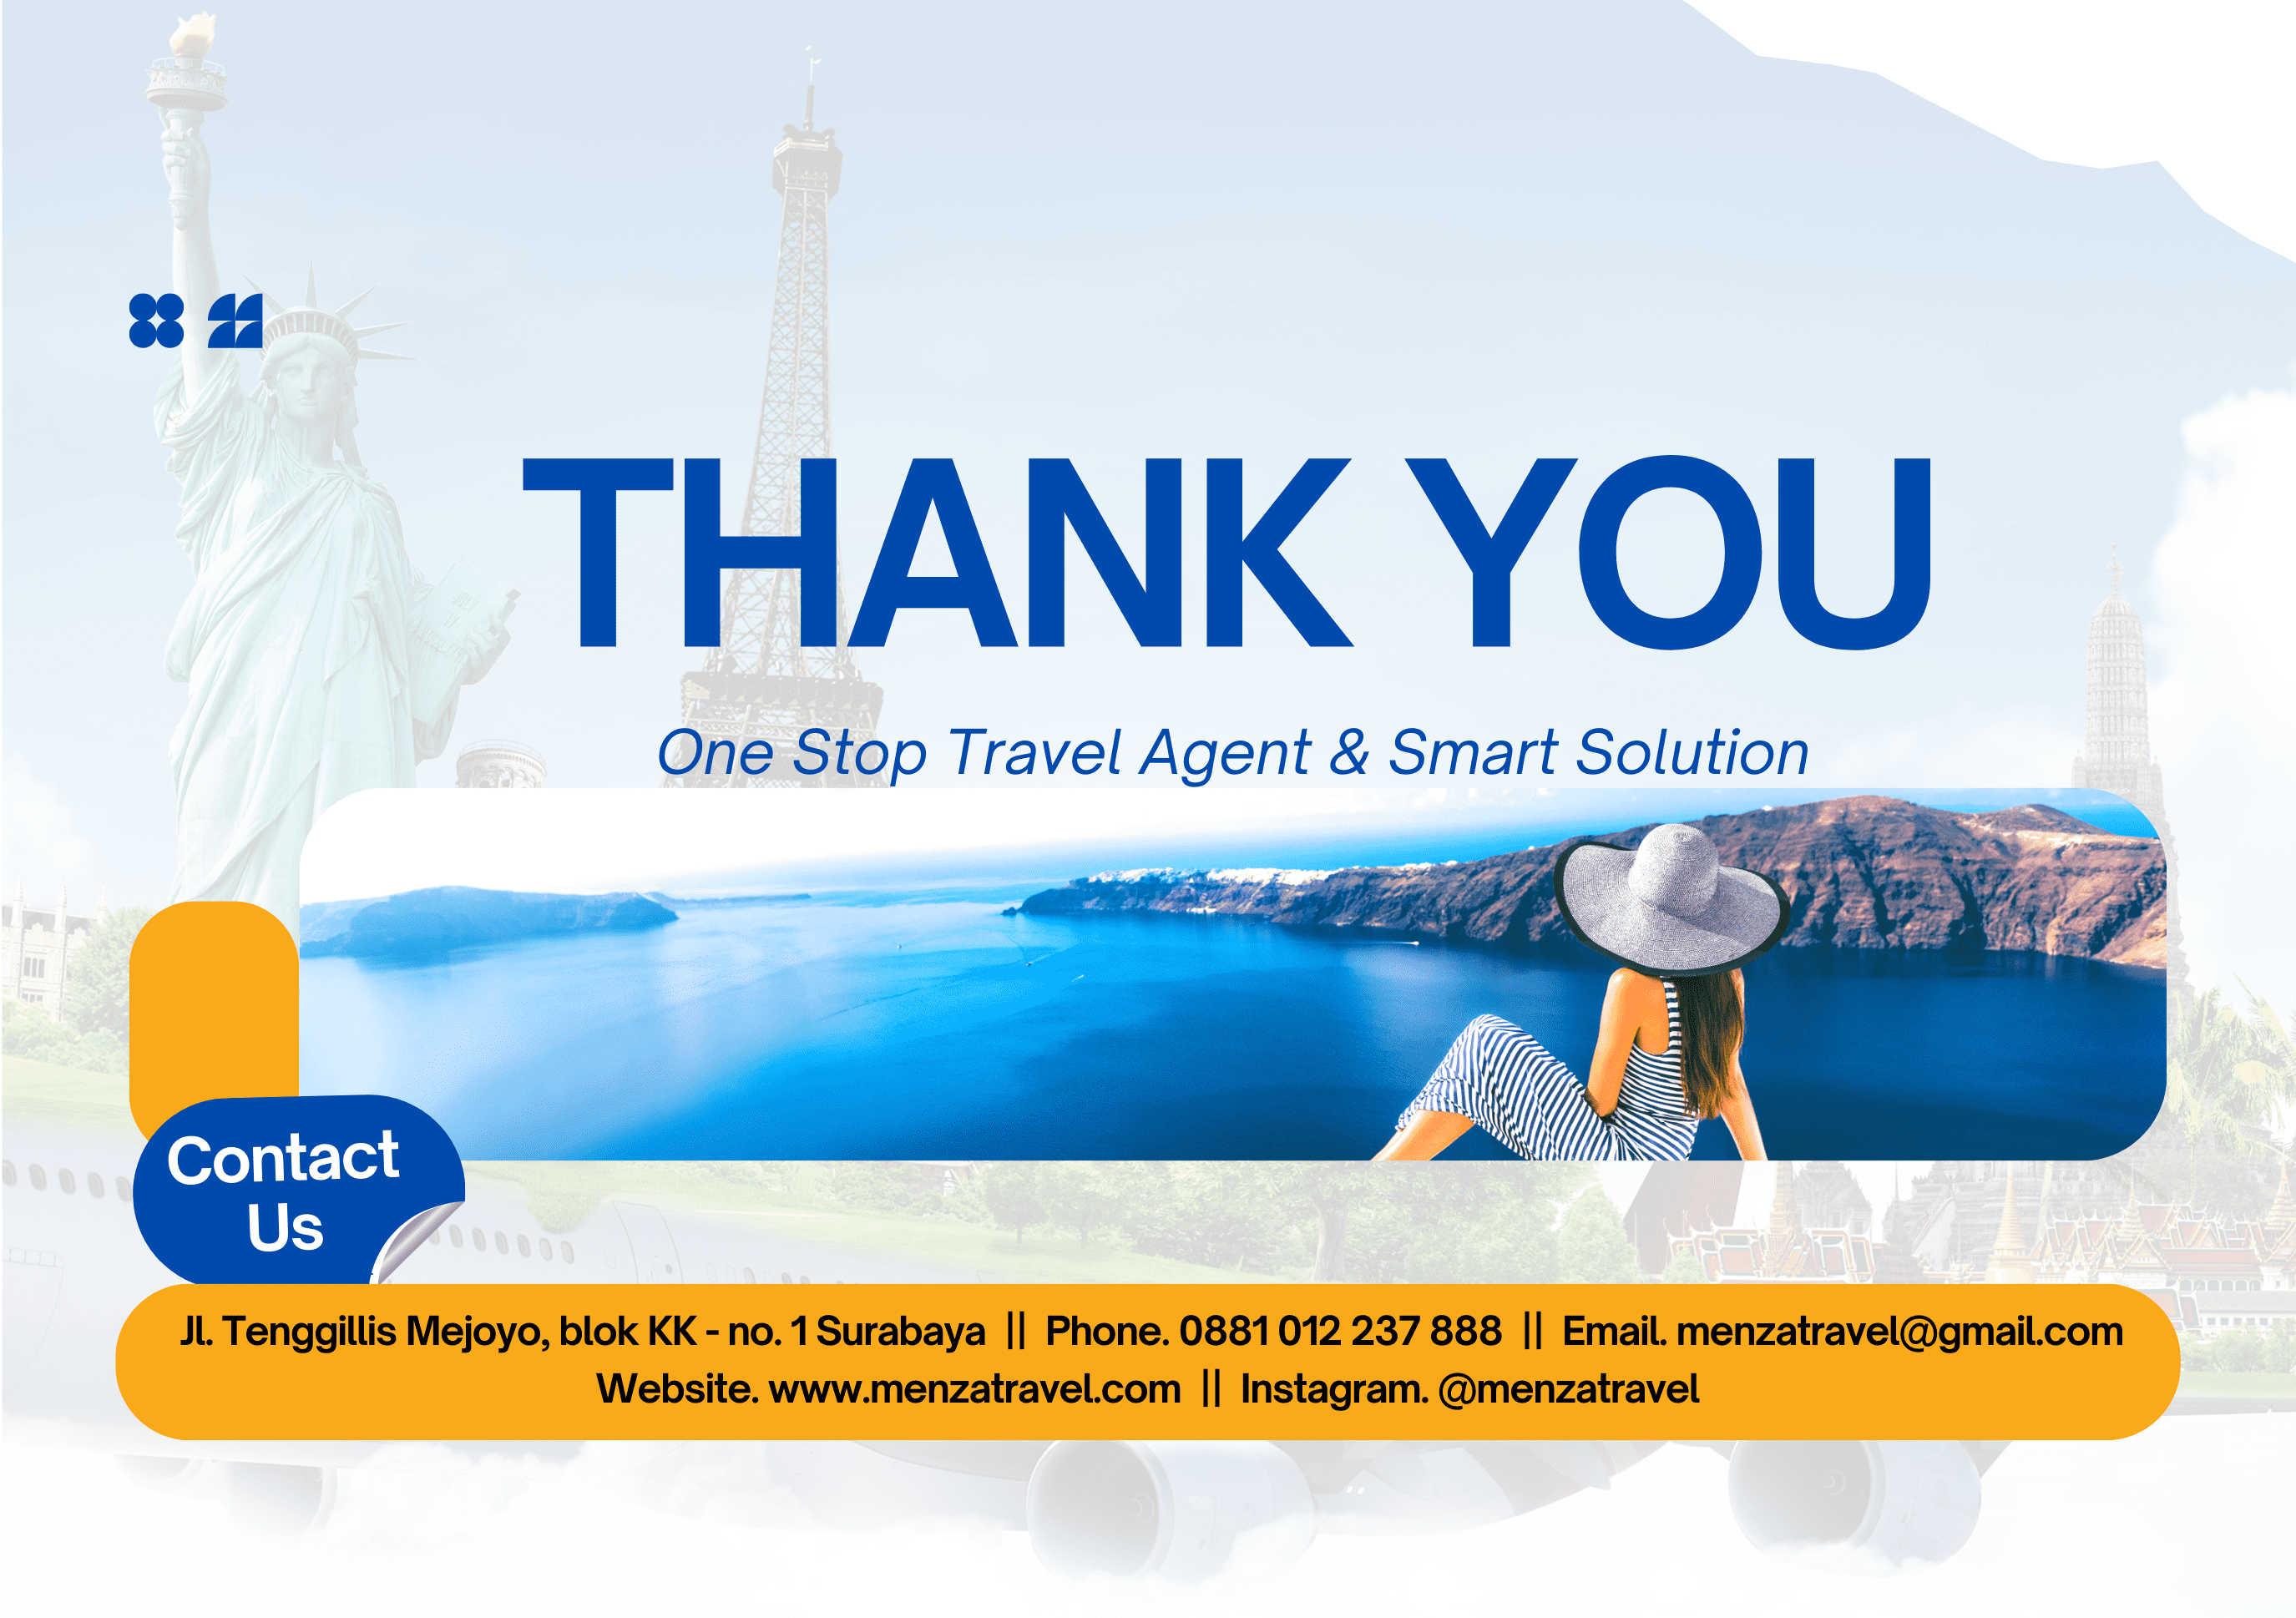 THANK YOU
One Stop Travel Agent & Smart Solution
Contact
Us
Jl. Tenggillis Mejoyo, blok KK - no. 1 Surabaya || Phone. 0881 012 237 888 || Email. menzatravel@gmail.com
Website. www.menzatravel.com || Instagram. @menzatravel